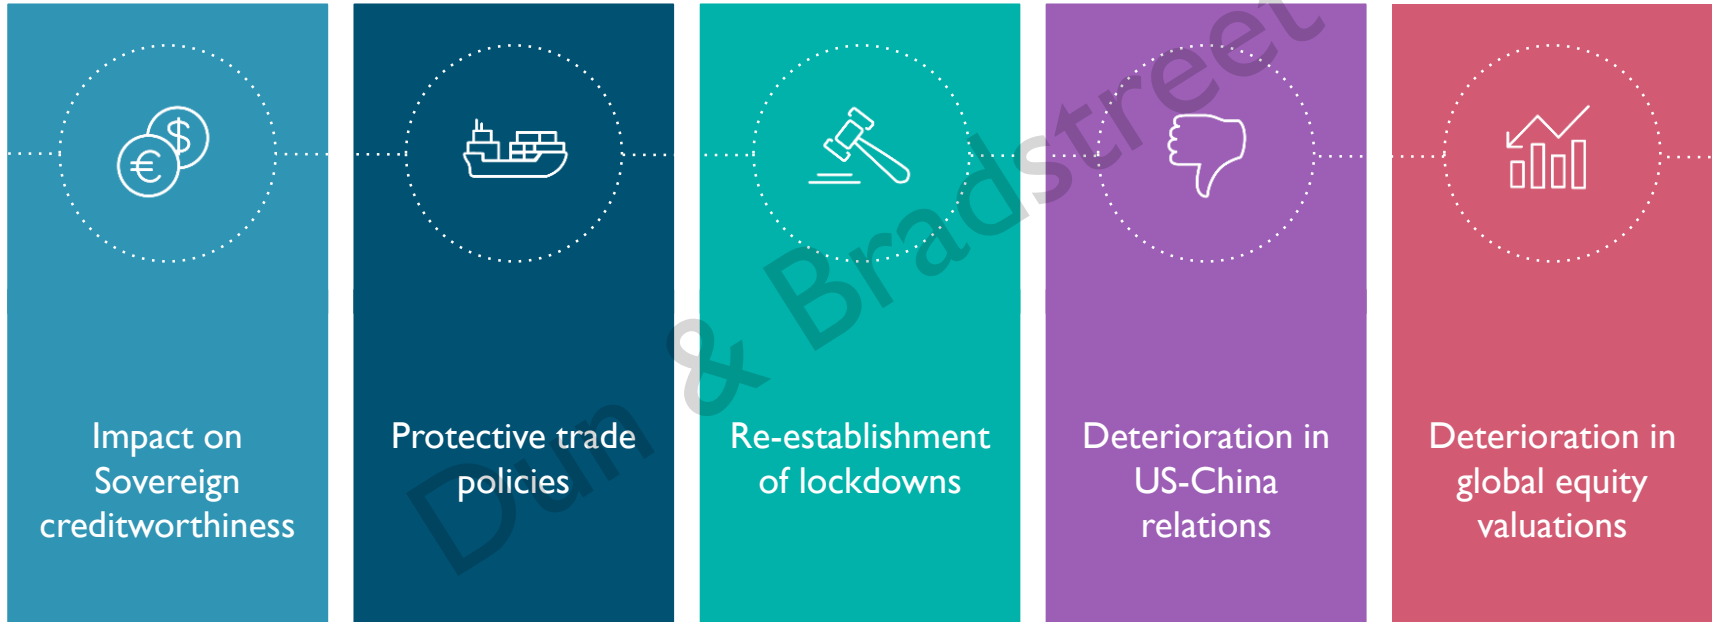 Impact on
Sovereign
creditworthiness
Protective trade
policies
Re-establishment
of lockdowns
Deterioration in
US-China
relations
Deterioration in
global equity
valuations
$
€
Dun & Bradstreet